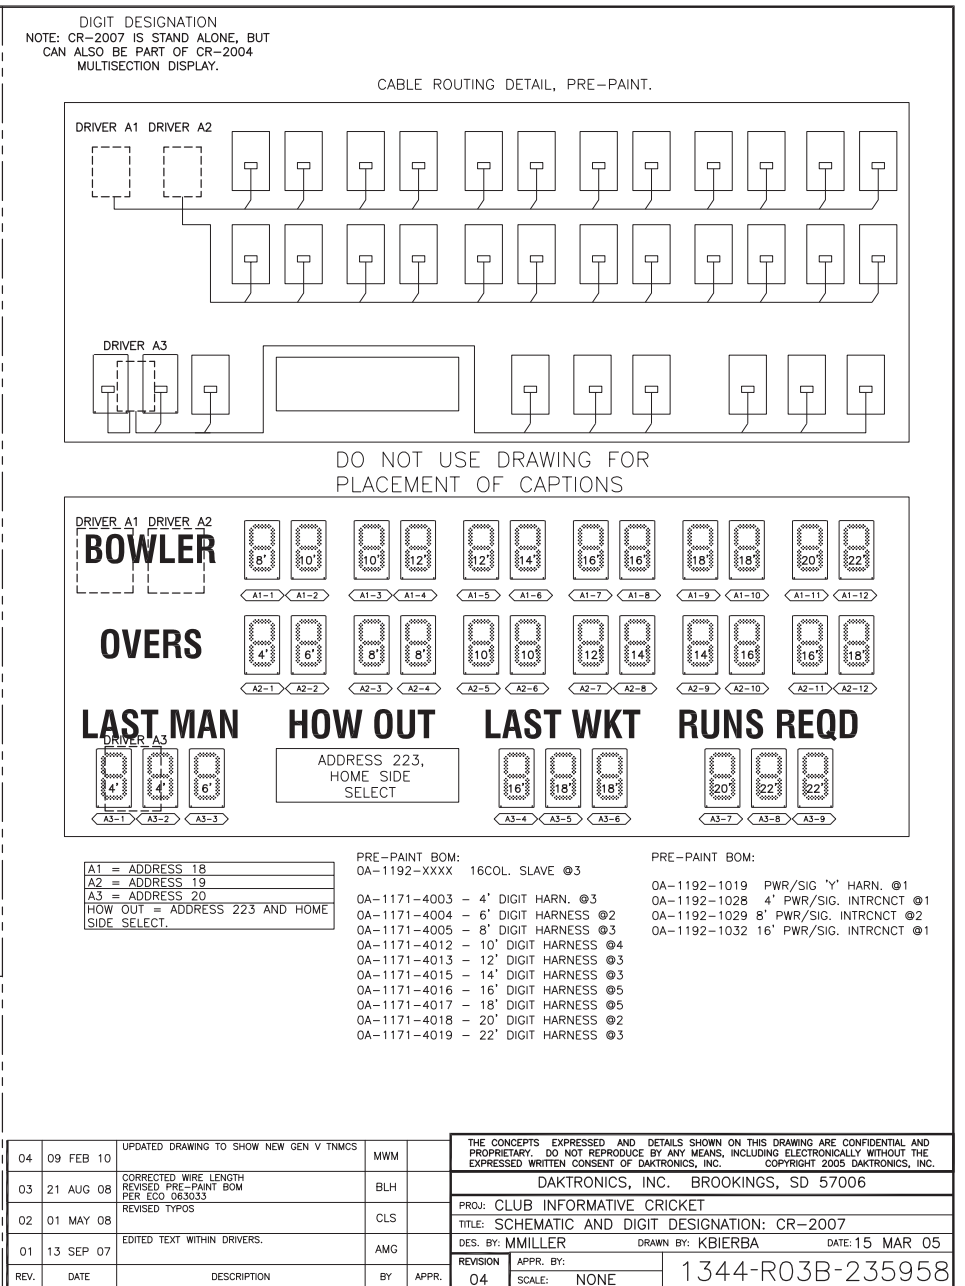 DIGIT DESIGNATION
NOTE: CR-2007 IS STAND ALONE, BUT
CAN ALSO BE PART OF CR-2004
MULTISECTION DISPLAY.
CABLE ROUTING DETAIL, PRE-PAINT.
DRIVER A1 DRIVER A2
DRIVER A3
DO NOT USE DRAWING FOR
PLACEMENT OF CAPTIONS
DRIVER A1 DRIVER A2
BOWLER
8' 10' 10' 12' 12' 14' 16' 16' 18' 18' 20' 22'
A1-1 A1-2 A1-3 A1-4 A1-5 A1-6 A1-7 A1-8 A1-9 A1-10 A1-11 A1-12
OVERS
4' 6' 8' 8' 10' 10' 12' 14' 14' 16' 16' 18'
A2-1 A2-2 A2-3 A2-4 A2-5 A2-6 A2-7 A2-8 A2-9 A2-10 A2-11 A2-12
LAST MAN HOW OUT LAST WKT RUNS REQD
DRIVER A3
ADDRESS 223,
HOME SIDE
SELECT
4' 4' 6' 16' 18' 18' 20' 22' 22'
A3-1 A3-2 A3-3 A3-4 A3-5 A3-6 A3-7 A3-8 A3-9
A1 = ADDRESS 18
A2 = ADDRESS 19
A3 = ADDRESS 20
HOW OUT = ADDRESS 223 AND HOME
SIDE SELECT.
PRE-PAINT BOM:
0A-1192-XXXX 16COL. SLAVE @3
0A-1171-4003 - 4' DIGIT HARN. @3
0A-1171-4004 - 6' DIGIT HARNESS @2
0A-1171-4005 - 8' DIGIT HARNESS @3
0A-1171-4012 - 10' DIGIT HARNESS @4
0A-1171-4013 - 12' DIGIT HARNESS @3
0A-1171-4015 - 14' DIGIT HARNESS @3
0A-1171-4016 - 16' DIGIT HARNESS @5
0A-1171-4017 - 18' DIGIT HARNESS @5
0A-1171-4018 - 20' DIGIT HARNESS @2
0A-1171-4019 - 22' DIGIT HARNESS @3
PRE-PAINT BOM:
0A-1192-1019 PWR/SIG 'Y' HARN. @1
0A-1192-1028 4' PWR/SIG. INTRCNCT @1
0A-1192-1029 8' PWR/SIG. INTRCNCT @2
0A-1192-1032 16' PWR/SIG. INTRCNCT @1
04 09 FEB 10 UPDATED DRAWING TO SHOW NEW GEN V TNMCS MWM
03 21 AUG 08 CORRECTED WIRE LENGTH
REVISED PRE-PAINT BOM
PER ECO 063033 BLH
02 01 MAY 08 REVISED TYPOS CLS
01 13 SEP 07 EDITED TEXT WITHIN DRIVERS. AMG
REV. DATE DESCRIPTION BY APPR.
THE CONCEPTS EXPRESSED AND DETAILS SHOWN ON THIS DRAWING ARE CONFIDENTIAL AND
PROPRIETARY. DO NOT REPRODUCE BY ANY MEANS, INCLUDING ELECTRONICALLY WITHOUT THE
EXPRESSED WRITTEN CONSENT OF DAKTRONICS, INC. COPYRIGHT 2005 DAKTRONICS, INC.
DAKTRONICS, INC. BROOKINGS, SD 57006
PROJ: CLUB INFORMATIVE CRICKET
TITLE: SCHEMATIC AND DIGIT DESIGNATION: CR-2007
DES. BY: MMILLER DRAWN BY: KBIERBA DATE: 15 MAR 05
REVISION 04 APPR. BY:
SCALE: NONE
1344-R03B-235958